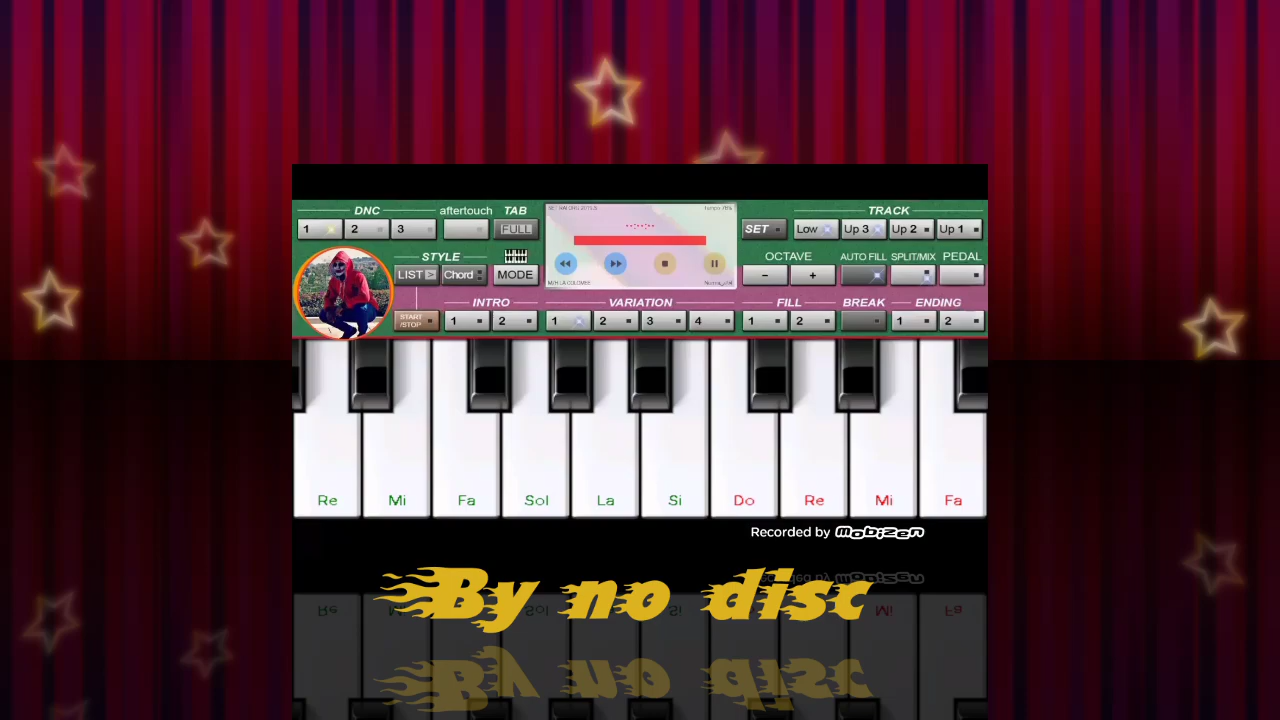 DNC aftertouch TAB TRACK
1 2 3 FULL SET Low Up 3 Up 2 Up 1
STYLE OCTAVE AUTO FILL SPLIT/MIX PEDAL
LIST > Chord MODE − +
INTRO VARIATION FILL BREAK ENDING
START
/STOP 1 2 1 2 3 4 1 2 1 2
Re Mi Fa Sol La Si Do Re Mi Fa
Recorded by Mobizen
By no disc